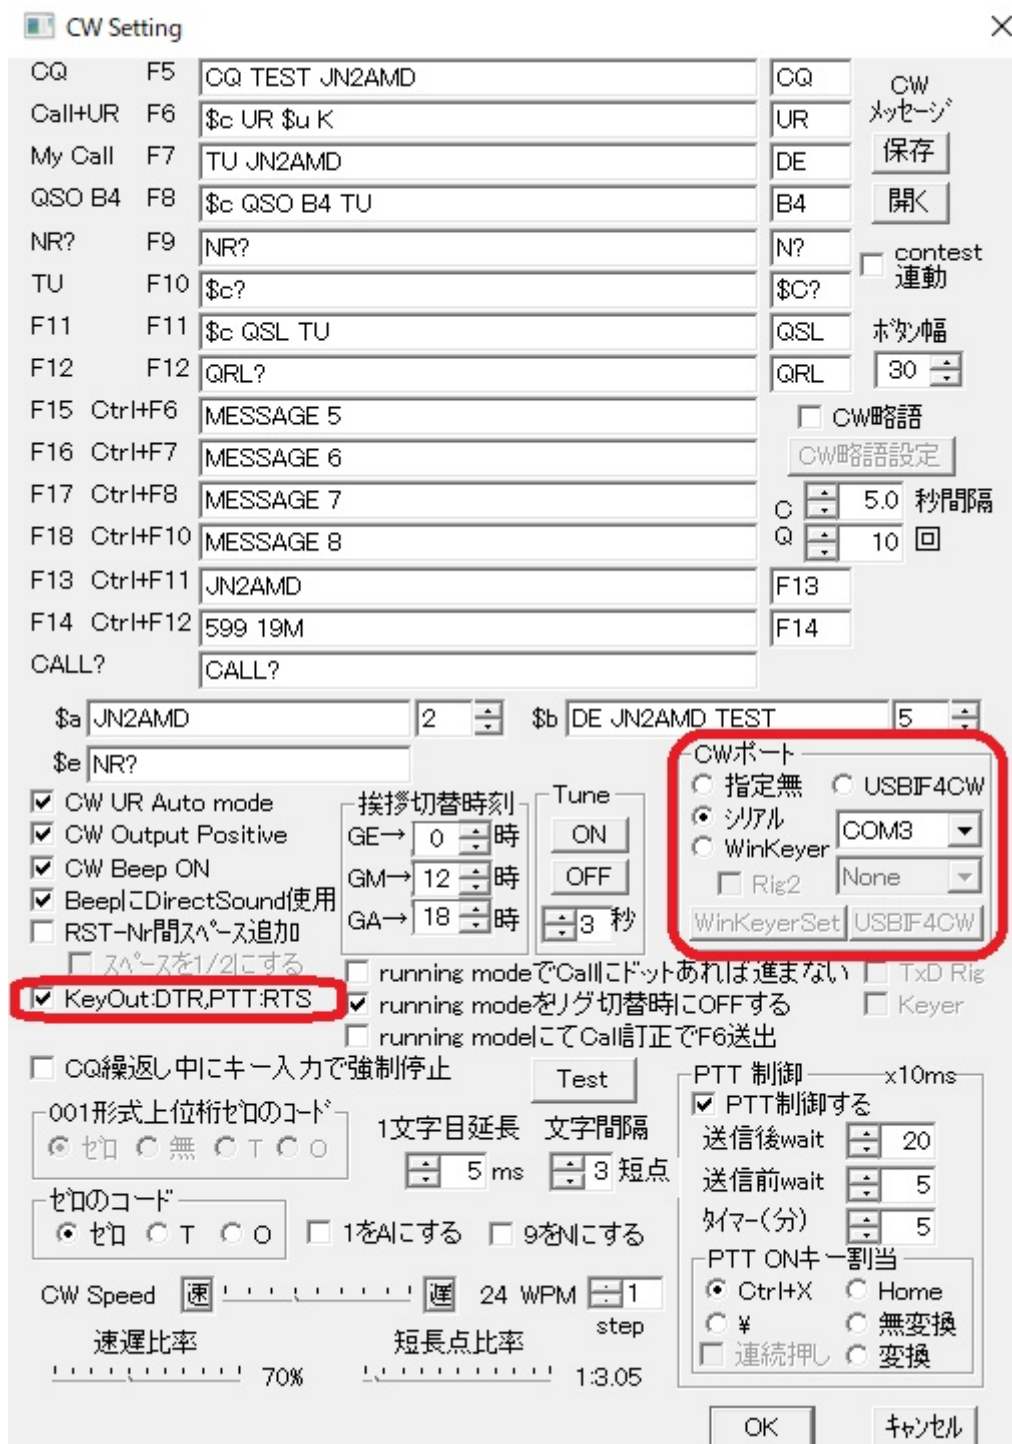 CW Setting
CQ F5 CQ TEST JN2AMD CQ
CW
メッセージ
Call+UR F6 $c UR $u K UR
My Call F7 TU JN2AMD DE 保存
QSO B4 F8 $c QSO B4 TU B4 開く
NR? F9 NR? N? contest
連動
TU F10 $c? $C?
F11 F11 $c QSL TU QSL ボタン幅
F12 F12 QRL? QRL 30
F15 Ctrl+F6 MESSAGE 5 CW略語
F16 Ctrl+F7 MESSAGE 6 CW略語設定
F17 Ctrl+F8 MESSAGE 7 C 5.0 秒間隔
F18 Ctrl+F10 MESSAGE 8 Q 10 回
F13 Ctrl+F11 JN2AMD F13
F14 Ctrl+F12 599 19M F14
CALL? CALL?
$a JN2AMD 2 $b DE JN2AMD TEST 5
$e NR?
CWポート
指定無 USBIF4CW
シリアル COM3
WinKeyer
Rig2 None
WinKeyerSet USBIF4CW
CW UR Auto mode
CW Output Positive
CW Beep ON
BeepにDirectSound使用
RST-Nr間スペース追加
スペースを1/2にする
KeyOut:DTR,PTT:RTS
挨拶切替時刻
GE→ 0 時
GM→ 12 時
GA→ 18 時
Tune
ON
OFF
3 秒
running modeでCallにドットあれば進まない TxD Rig
running modeをリグ切替時にOFFする Keyer
running modeにてCall訂正でF6送出
CQ繰返し中にキー入力で強制停止 Test
001形式上位桁ゼロのコード
ゼロ 無 T O
1文字目延長 文字間隔
5 ms 3 短点
ゼロのコード
ゼロ T O 1をAにする 9をNにする
CW Speed 速 遅 24 WPM 1
step
速遅比率 短長点比率
70% 1:3.05
PTT 制御 x10ms
PTT制御する
送信後wait 20
送信前wait 5
タイマー(分) 5
PTT ONキー割当
Ctrl+X Home
¥ 無変換
連続押し 変換
OK キャンセル